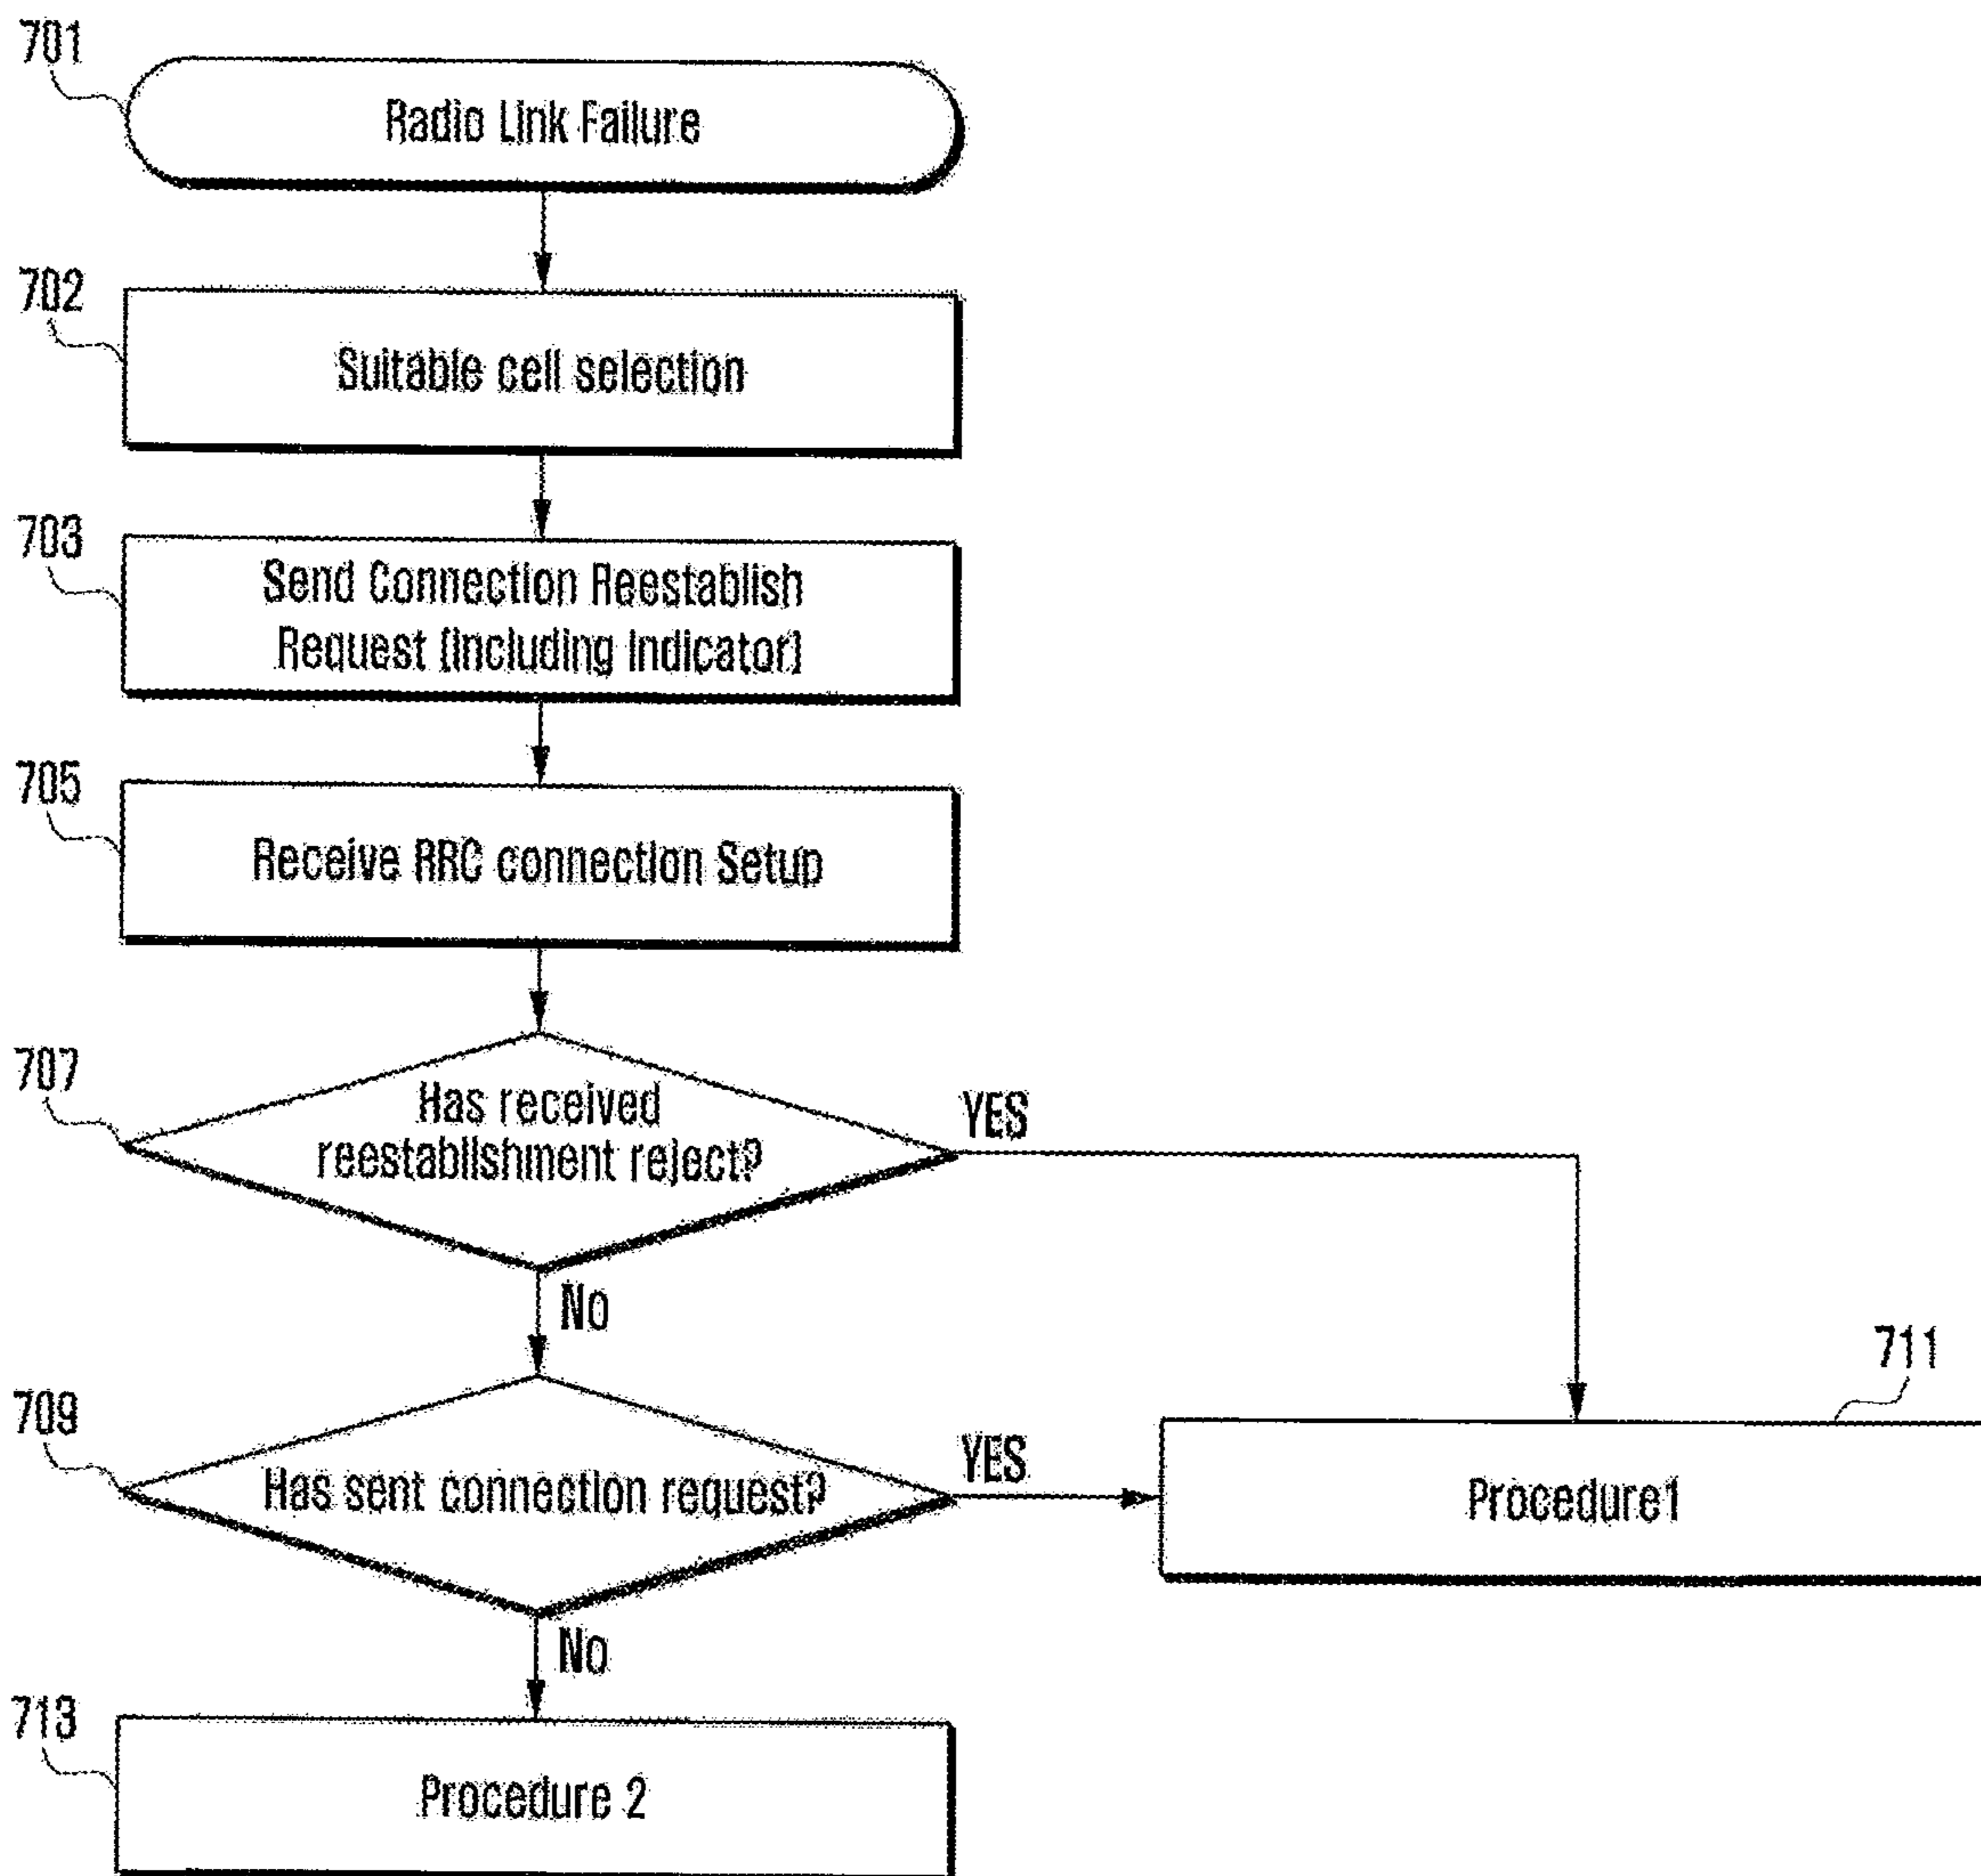 701
Radio Link Failure
702
Suitable cell selection
703
Send Connection Reestablish
Request (Including Indicator)
705
Receive RRC connection Setup
707
Has received
reestablishment reject?
YES
No
709
Has sent connection request?
YES
711
Procedure1
No
713
Procedure 2